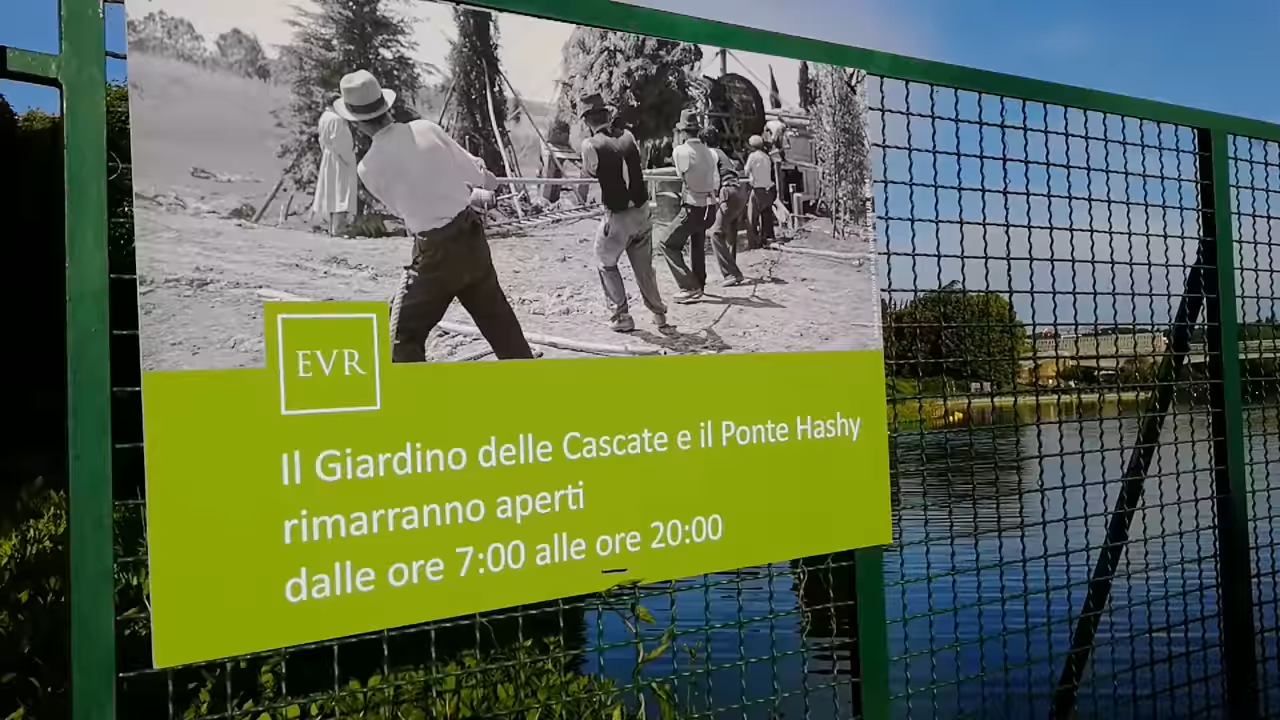 EVR
Il Giardino delle Cascate e il Ponte Hashy
rimarranno aperti
dalle ore 7:00 alle ore 20:00